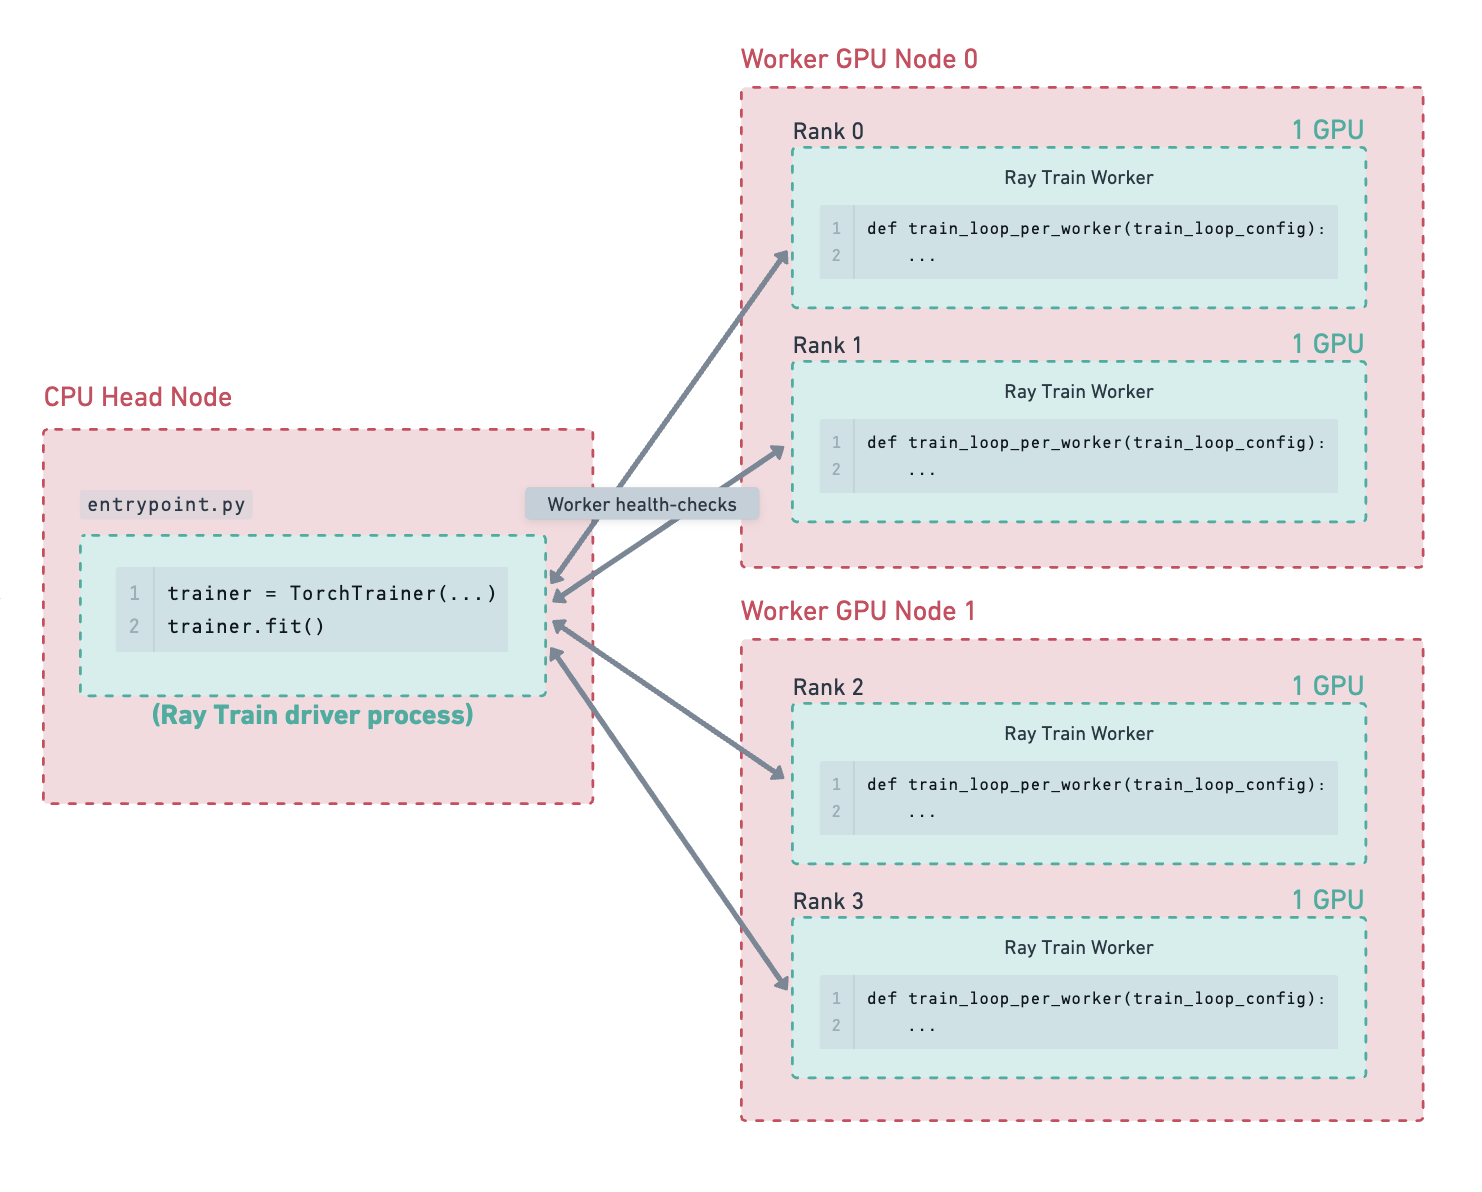 CPU Head Node
entrypoint.py
1 trainer = TorchTrainer(...)
2 trainer.fit()
(Ray Train driver process)
Worker health-checks
Worker GPU Node 0
Rank 0
1 GPU
Ray Train Worker
1 def train_loop_per_worker(train_loop_config):
2 ...
Rank 1
1 GPU
Ray Train Worker
1 def train_loop_per_worker(train_loop_config):
2 ...
Worker GPU Node 1
Rank 2
1 GPU
Ray Train Worker
1 def train_loop_per_worker(train_loop_config):
2 ...
Rank 3
1 GPU
Ray Train Worker
1 def train_loop_per_worker(train_loop_config):
2 ...